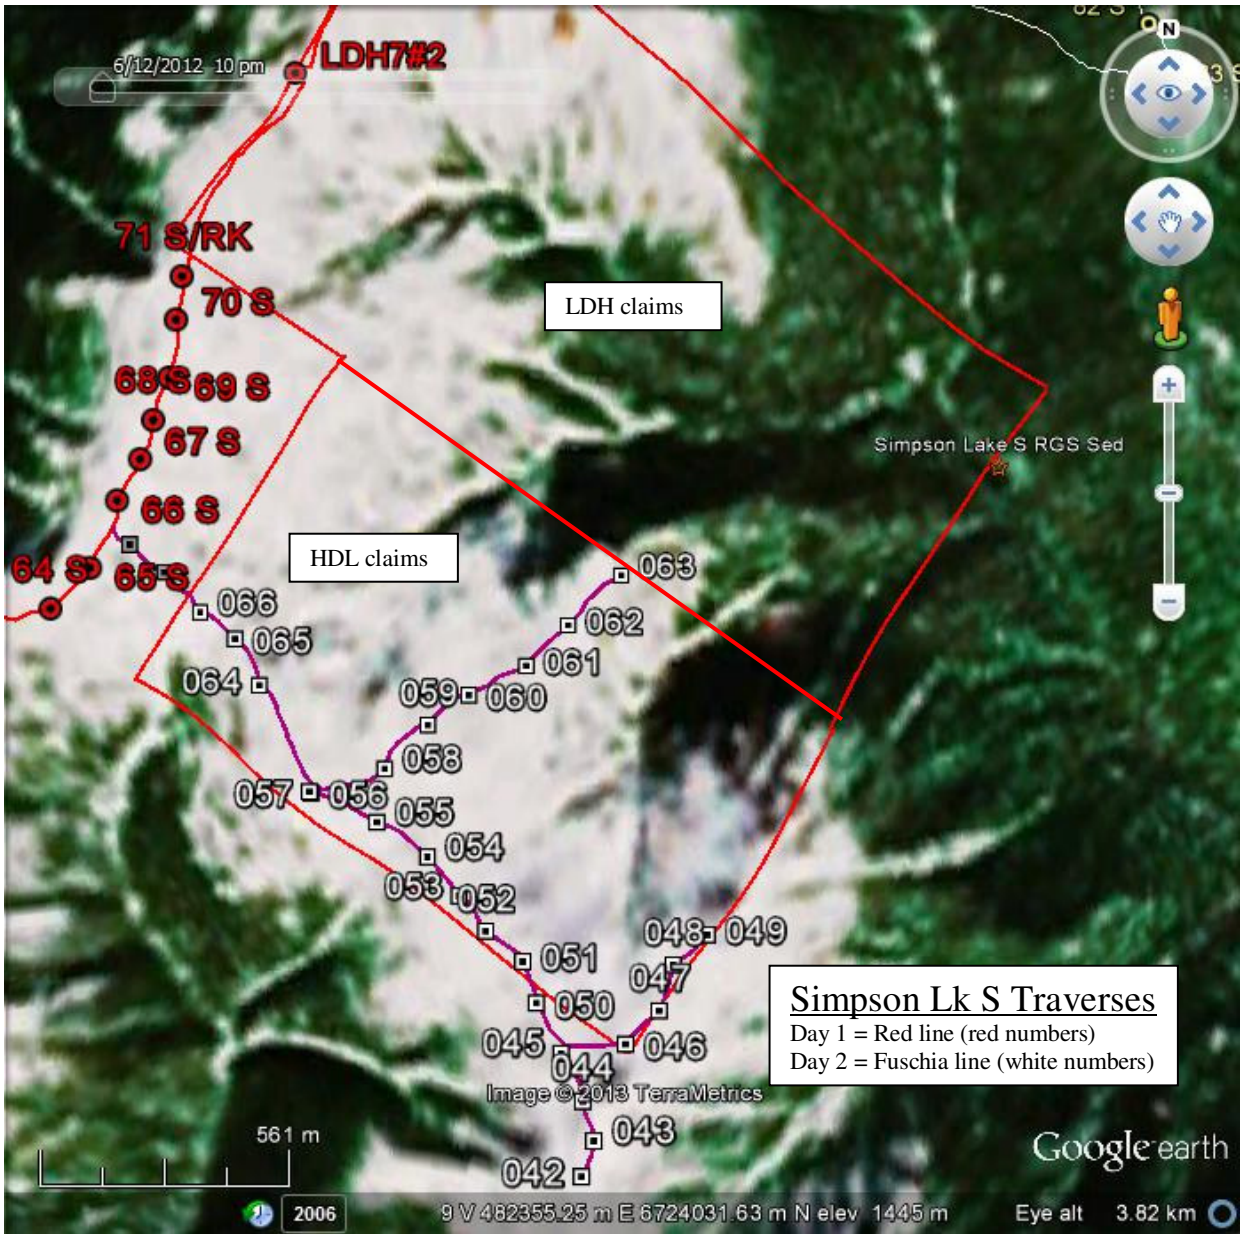 82 S
N
LDH7#2
6/12/2012 10 pm
63 S
71 S/RK
70 S
LDH claims
68 S
69 S
67 S
Simpson Lake S RGS Sed
66 S
HDL claims
64 S
65 S
063
066
062
065
061
064
059
060
058
057
056
055
054
053
052
048
049
051
047
050
Simpson Lk S Traverses
Day 1 = Red line (red numbers)
Day 2 = Fuschia line (white numbers)
045
046
044
Image © 2013 TerraMetrics
561 m
043
Google earth
042
2006
9 V 482355.25 m E 6724031.63 m N elev 1445 m
Eye alt 3.82 km